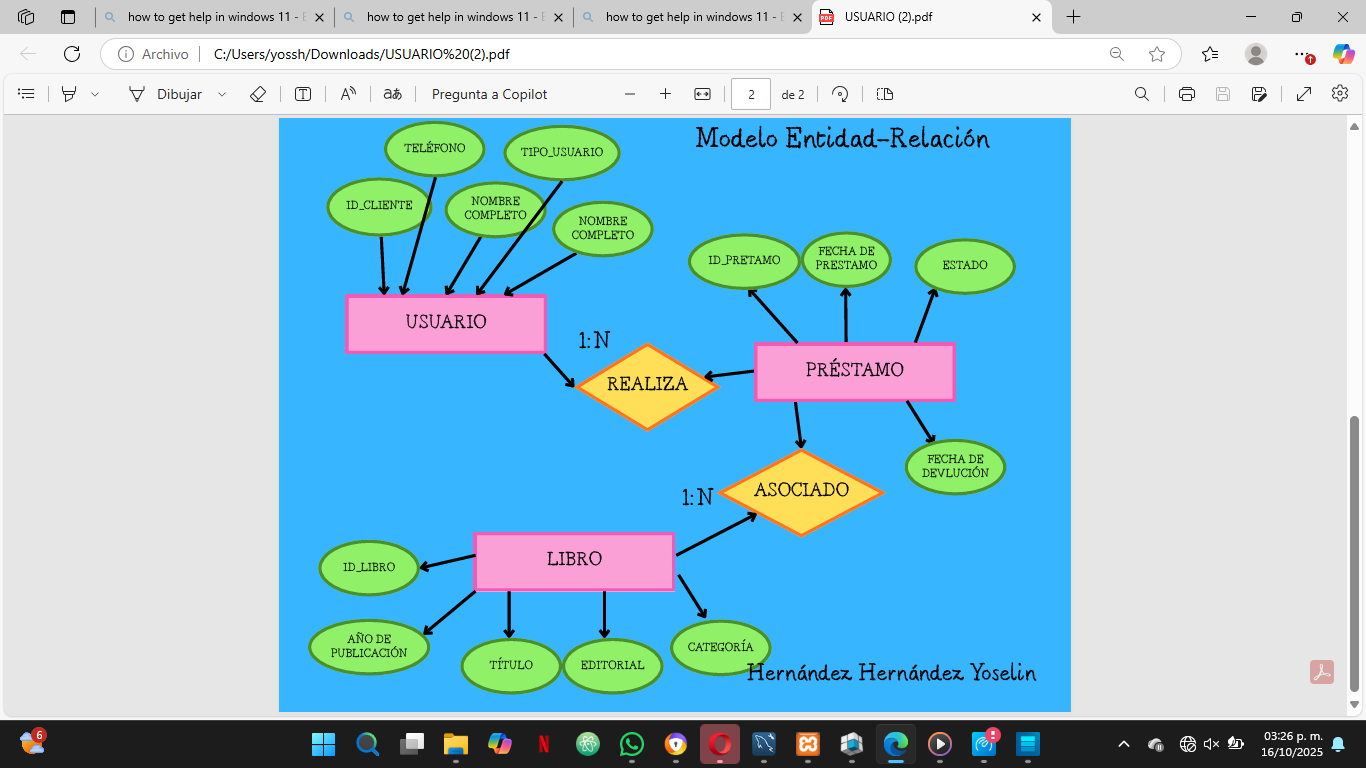 how to get help in windows 11 - E
how to get help in windows 11 - E
how to get help in windows 11 - E
USUARIO (2).pdf
Archivo
C:/Users/yossh/Downloads/USUARIO%20(2).pdf
Dibujar
Pregunta a Copilot
2
de 2
Modelo Entidad-Relación
TELÉFONO
TIPO_USUARIO
ID_CLIENTE
NOMBRE
COMPLETO
NOMBRE
COMPLETO
USUARIO
ID_PRETAMO
FECHA DE
PRESTAMO
ESTADO
1:N
REALIZA
PRÉSTAMO
FECHA DE
DEVLUCIÓN
1:N
ASOCIADO
LIBRO
ID_LIBRO
AÑO DE
PUBLICACIÓN
TÍTULO
EDITORIAL
CATEGORÍA
Hernández Hernández Yoselin
6
03:26 p. m.
16/10/2025